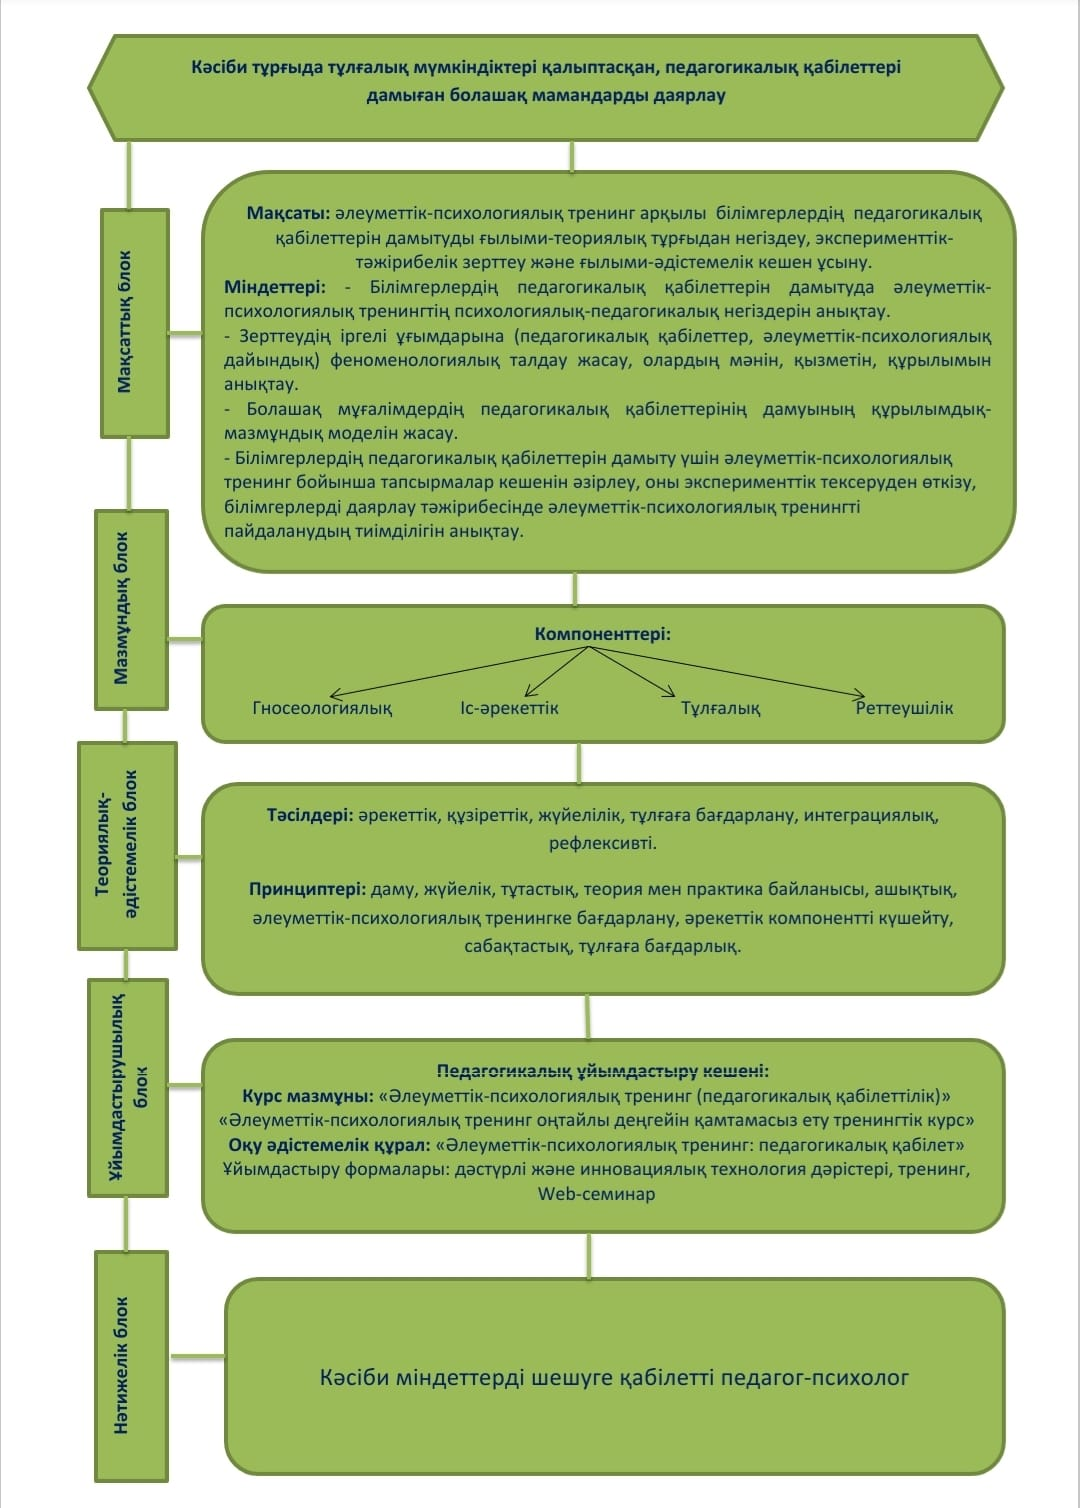 Кәсіби тұрғыда тұлғалық мүмкіндіктері қалыптасқан, педагогикалық қабілеттері
дамыған болашақ мамандарды даярлау
Мақсаттық блок
Мақсаты: әлеуметтік-психологиялық тренинг арқылы білімгерлердің педагогикалық
қабілеттерін дамытуды ғылыми-теориялық тұрғыдан негіздеу, эксперименттік-
тәжірибелік зерттеу және ғылыми-әдістемелік кешен ұсыну.
Міндеттері: - Білімгерлердің педагогикалық қабілеттерін дамытуда әлеуметтік-
психологиялық тренингтің психологиялық-педагогикалық негіздерін анықтау.
- Зерттеудің іргелі ұғымдарына (педагогикалық қабілеттер, әлеуметтік-психологиялық
дайындық) феноменологиялық талдау жасау, олардың мәнін, қызметін, құрылымын
анықтау.
- Болашақ мұғалімдердің педагогикалық қабілеттерінің дамуының құрылымдық-
мазмұндық моделін жасау.
- Білімгерлердің педагогикалық қабілеттерін дамыту үшін әлеуметтік-психологиялық
тренинг бойынша тапсырмалар кешенін әзірлеу, оны эксперименттік тексеруден өткізу,
білімгерлерді даярлау тәжірибесінде әлеуметтік-психологиялық тренингті
пайдаланудың тиімділігін анықтау.
Мазмұндық блок
Компоненттері:
Гносеологиялық Іс-әрекеттік Тұлғалық Реттеушілік
Теориялық-
әдістемелік блок
Тәсілдері: әрекеттік, құзіреттік, жүйелілік, тұлғаға бағдарлану, интеграциялық,
рефлексивті.
Принциптері: даму, жүйелік, тұтастық, теория мен практика байланысы, ашықтық,
әлеуметтік-психологиялық тренингке бағдарлану, әрекеттік компонентті күшейту,
сабақтастық, тұлғаға бағдарлық.
Ұйымдастырушылық
блок
Педагогикалық ұйымдастыру кешені:
Курс мазмұны: «Әлеуметтік-психологиялық тренинг (педагогикалық қабілеттілік)»
«Әлеуметтік-психологиялық тренинг оңтайлы деңгейін қамтамасыз ету тренингтік курс»
Оқу әдістемелік құрал: «Әлеуметтік-психологиялық тренинг: педагогикалық қабілет»
Ұйымдастыру формалары: дәстүрлі және инновациялық технология дәрістері, тренинг,
Web-семинар
Нәтижелік блок
Кәсіби міндеттерді шешуге қабілетті педагог-психолог